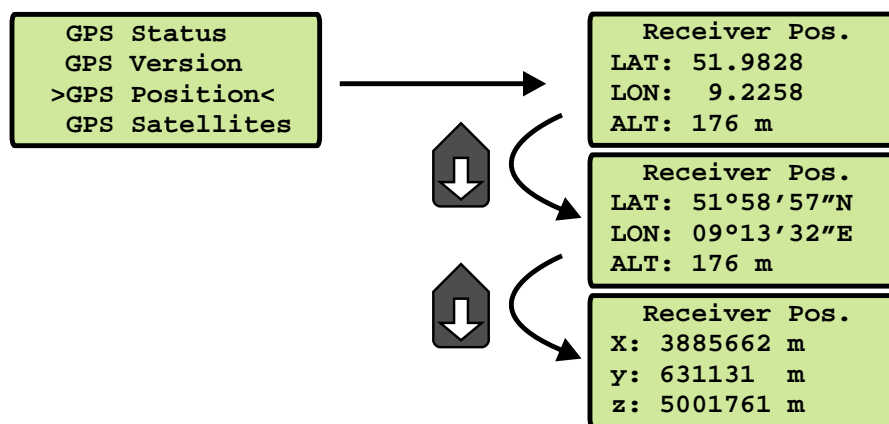 GPS Status
GPS Version
>GPS Position<
GPS Satellites
Receiver Pos.
LAT: 51.9828
LON: 9.2258
ALT: 176 m
Receiver Pos.
LAT: 51°58′57″N
LON: 09°13′32″E
ALT: 176 m
Receiver Pos.
X: 3885662 m
y: 631131 m
z: 5001761 m